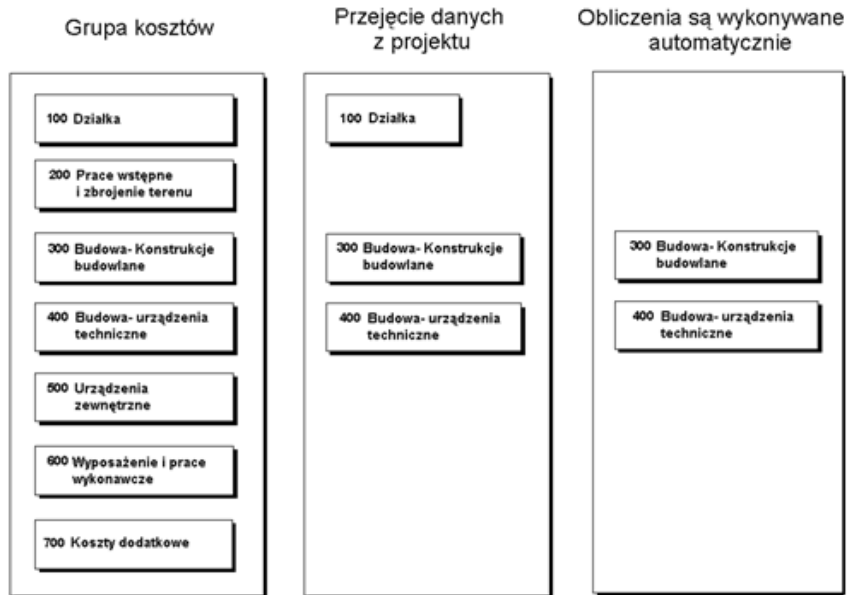 Grupa kosztów
100 Działka
200 Prace wstępne
i zbrojenie terenu
300 Budowa- Konstrukcje
budowlane
400 Budowa- urządzenia
techniczne
500 Urządzenia
zewnętrzne
600 Wyposażenie i prace
wykonawcze
700 Koszty dodatkowe
Przejęcie danych
z projektu
100 Działka
300 Budowa- Konstrukcje
budowlane
400 Budowa- urządzenia
techniczne
Obliczenia są wykonywane
automatycznie
300 Budowa- Konstrukcje
budowlane
400 Budowa- urządzenia
techniczne